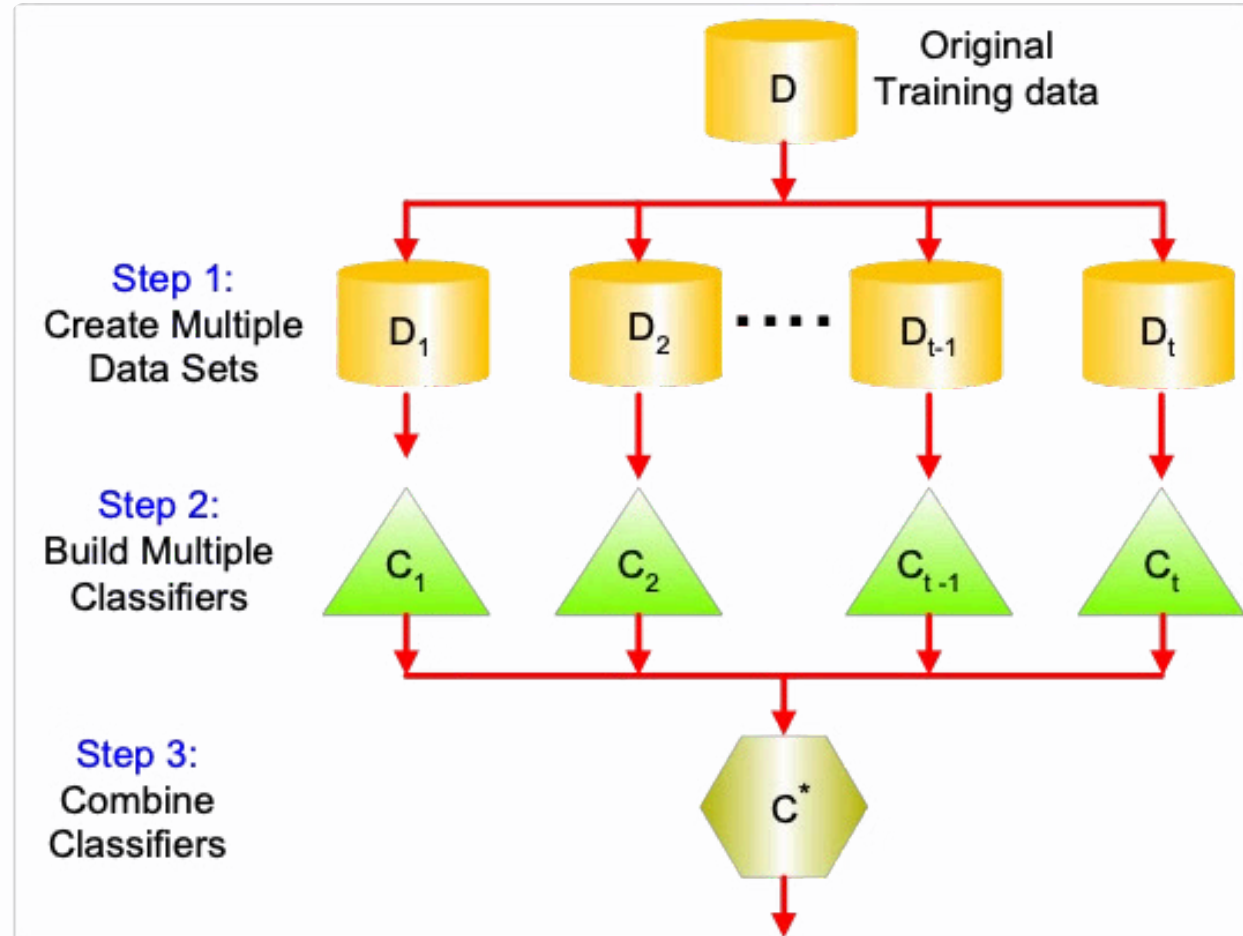 D
Original
Training data
Step 1:
Create Multiple
Data Sets
D1
D2
....
Dt-1
Dt
Step 2:
Build Multiple
Classifiers
C1
C2
Ct -1
Ct
Step 3:
Combine
Classifiers
C*